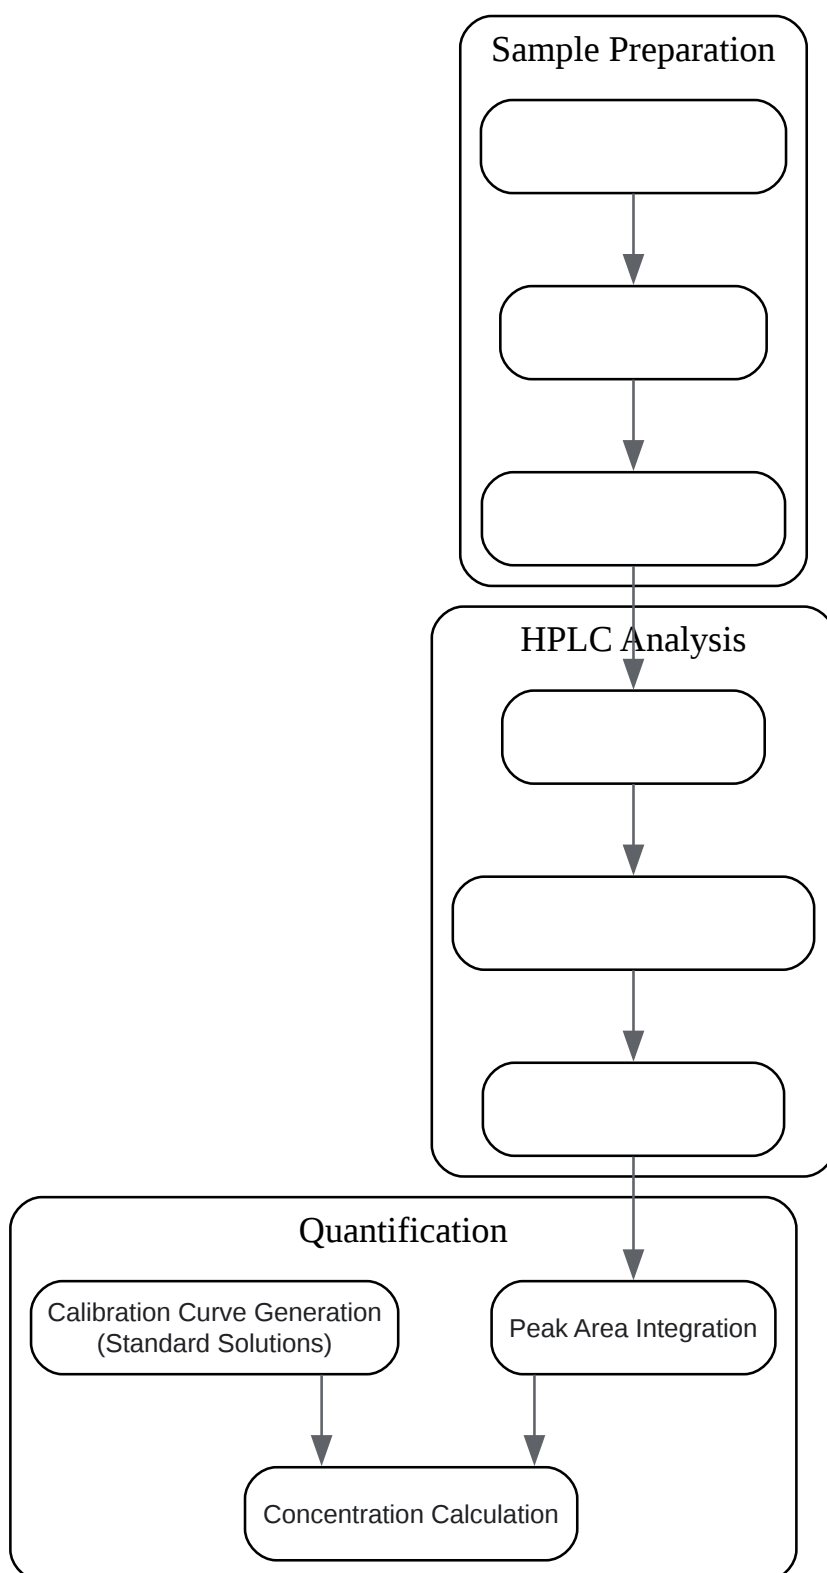 Sample Preparation
HPLC Analysis
Quantification
Calibration Curve Generation
(Standard Solutions)
Peak Area Integration
Concentration Calculation